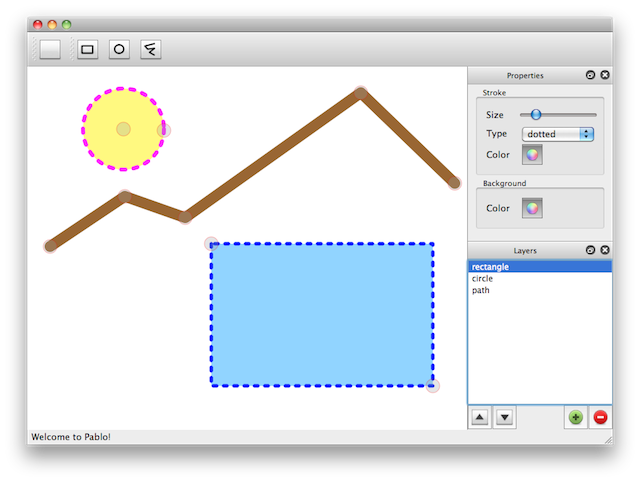 Properties
Stroke
Size
Type dotted
Color
Background
Color
Layers
rectangle
circle
path
Welcome to Pablo!